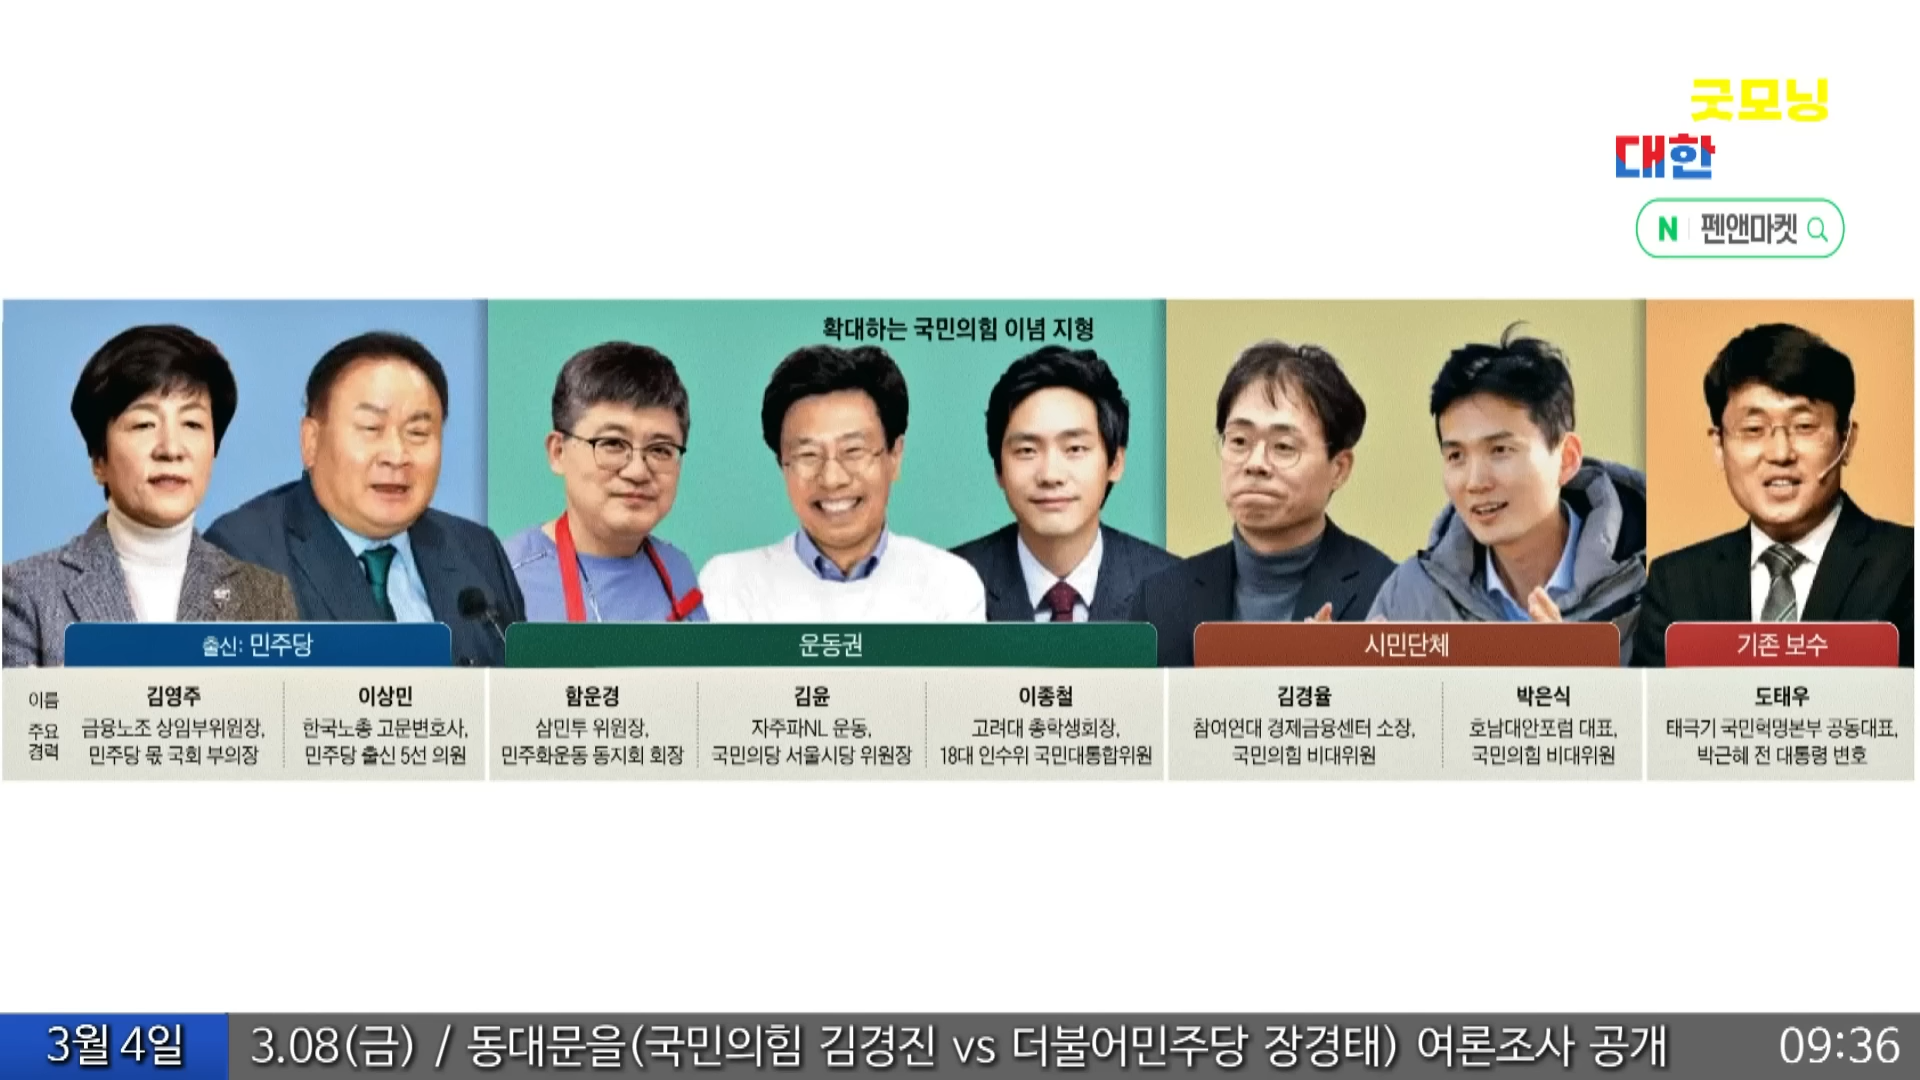 굿모닝
대한
N 펜앤마켓
확대하는 국민의힘 이념 지형
출신: 민주당
운동권
시민단체
기존 보수
이름
김영주
이상민
함운경
김윤
이종철
김경율
박은식
도태우
주요
경력
금융노조 상임부위원장,
민주당 몫 국회 부의장
한국노총 고문변호사,
민주당 출신 5선 의원
삼민투 위원장,
민주화운동 동지회 회장
자주파NL 운동,
국민의당 서울시당 위원장
고려대 총학생회장,
18대 인수위 국민대통합위원
참여연대 경제금융센터 소장,
국민의힘 비대위원
호남대안포럼 대표,
국민의힘 비대위원
태극기 국민혁명본부 공동대표,
박근혜 전 대통령 변호
3월 4일
3.08(금) / 동대문을(국민의힘 김경진 vs 더불어민주당 장경태) 여론조사 공개
09:36